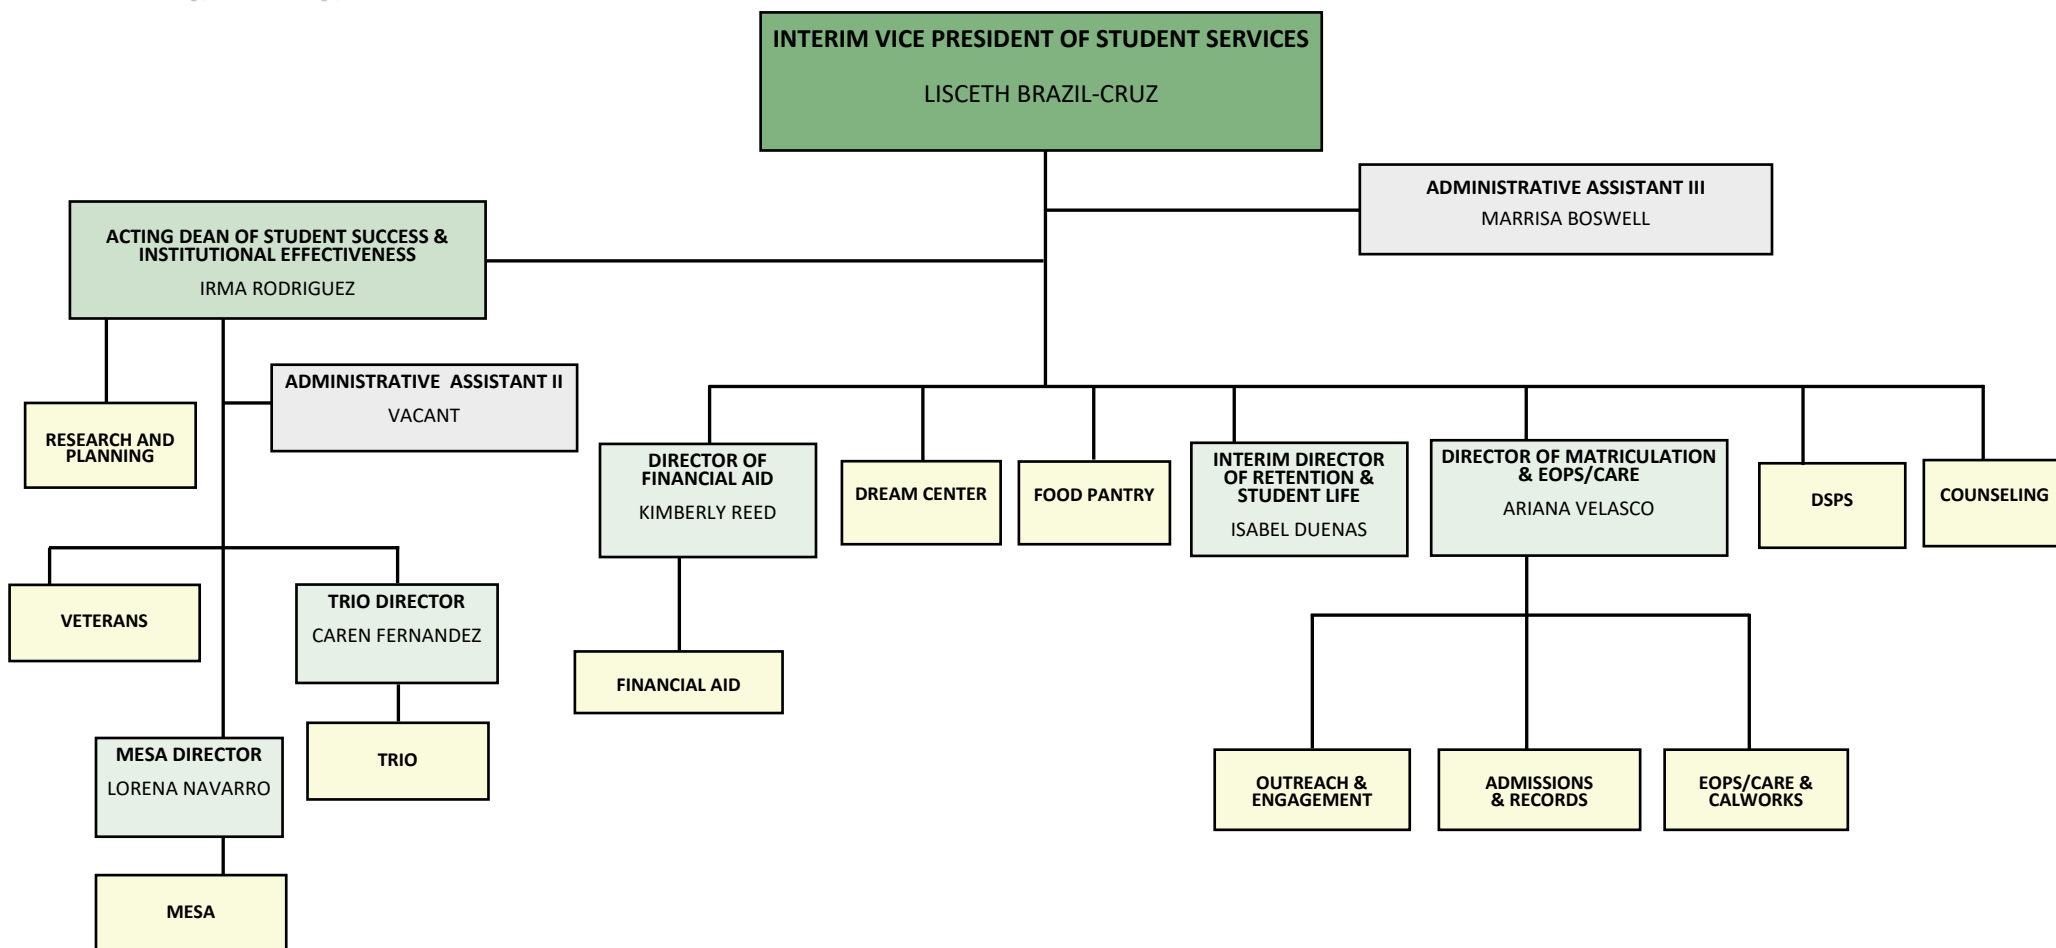 INTERIM VICE PRESIDENT OF STUDENT SERVICES
LISCETH BRAZIL-CRUZ
ADMINISTRATIVE ASSISTANT III
MARRISA BOSWELL
ACTING DEAN OF STUDENT SUCCESS &
INSTITUTIONAL EFFECTIVENESS
IRMA RODRIGUEZ
ADMINISTRATIVE ASSISTANT II
VACANT
RESEARCH AND
PLANNING
DIRECTOR OF
FINANCIAL AID
KIMBERLY REED
DREAM CENTER
FOOD PANTRY
INTERIM DIRECTOR
OF RETENTION &
STUDENT LIFE
ISABEL DUENAS
DIRECTOR OF MATRICULATION
& EOPS/CARE
ARIANA VELASCO
DSPS
COUNSELING
VETERANS
TRIO DIRECTOR
CAREN FERNANDEZ
FINANCIAL AID
MESA DIRECTOR
LORENA NAVARRO
TRIO
OUTREACH &
ENGAGEMENT
ADMISSIONS
& RECORDS
EOPS/CARE &
CALWORKS
MESA